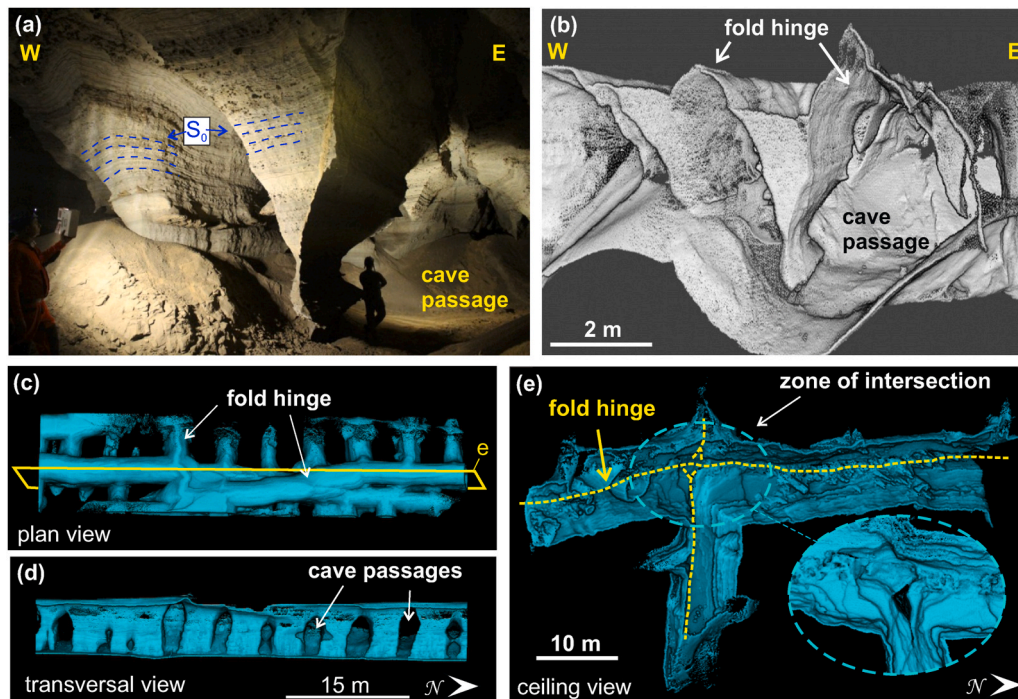 (a)
W
E
S₀
cave
passage
(b)
fold hinge
W
E
cave
passage
2 m
(c)
fold hinge
e
plan view
(d)
cave passages
transversal view
15 m
N
(e)
zone of intersection
fold hinge
10 m
ceiling view
N